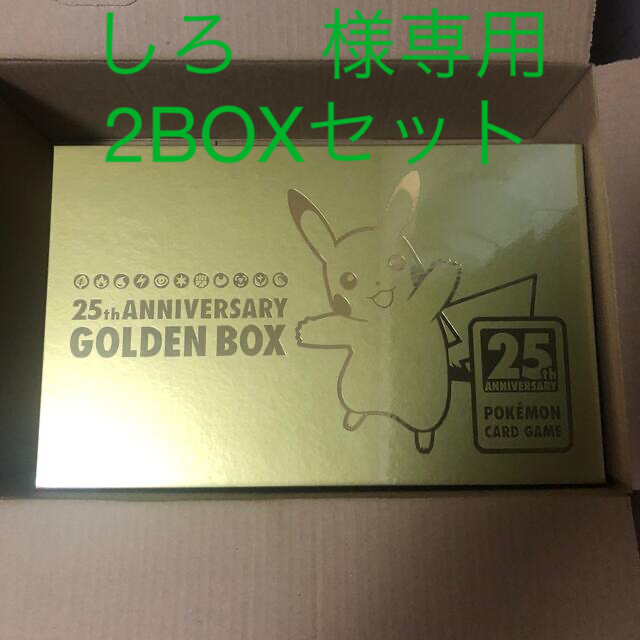 しろ　様専用
2BOXセット
25th ANNIVERSARY
GOLDEN BOX
25th
ANNIVERSARY
POKÉMON
CARD GAME